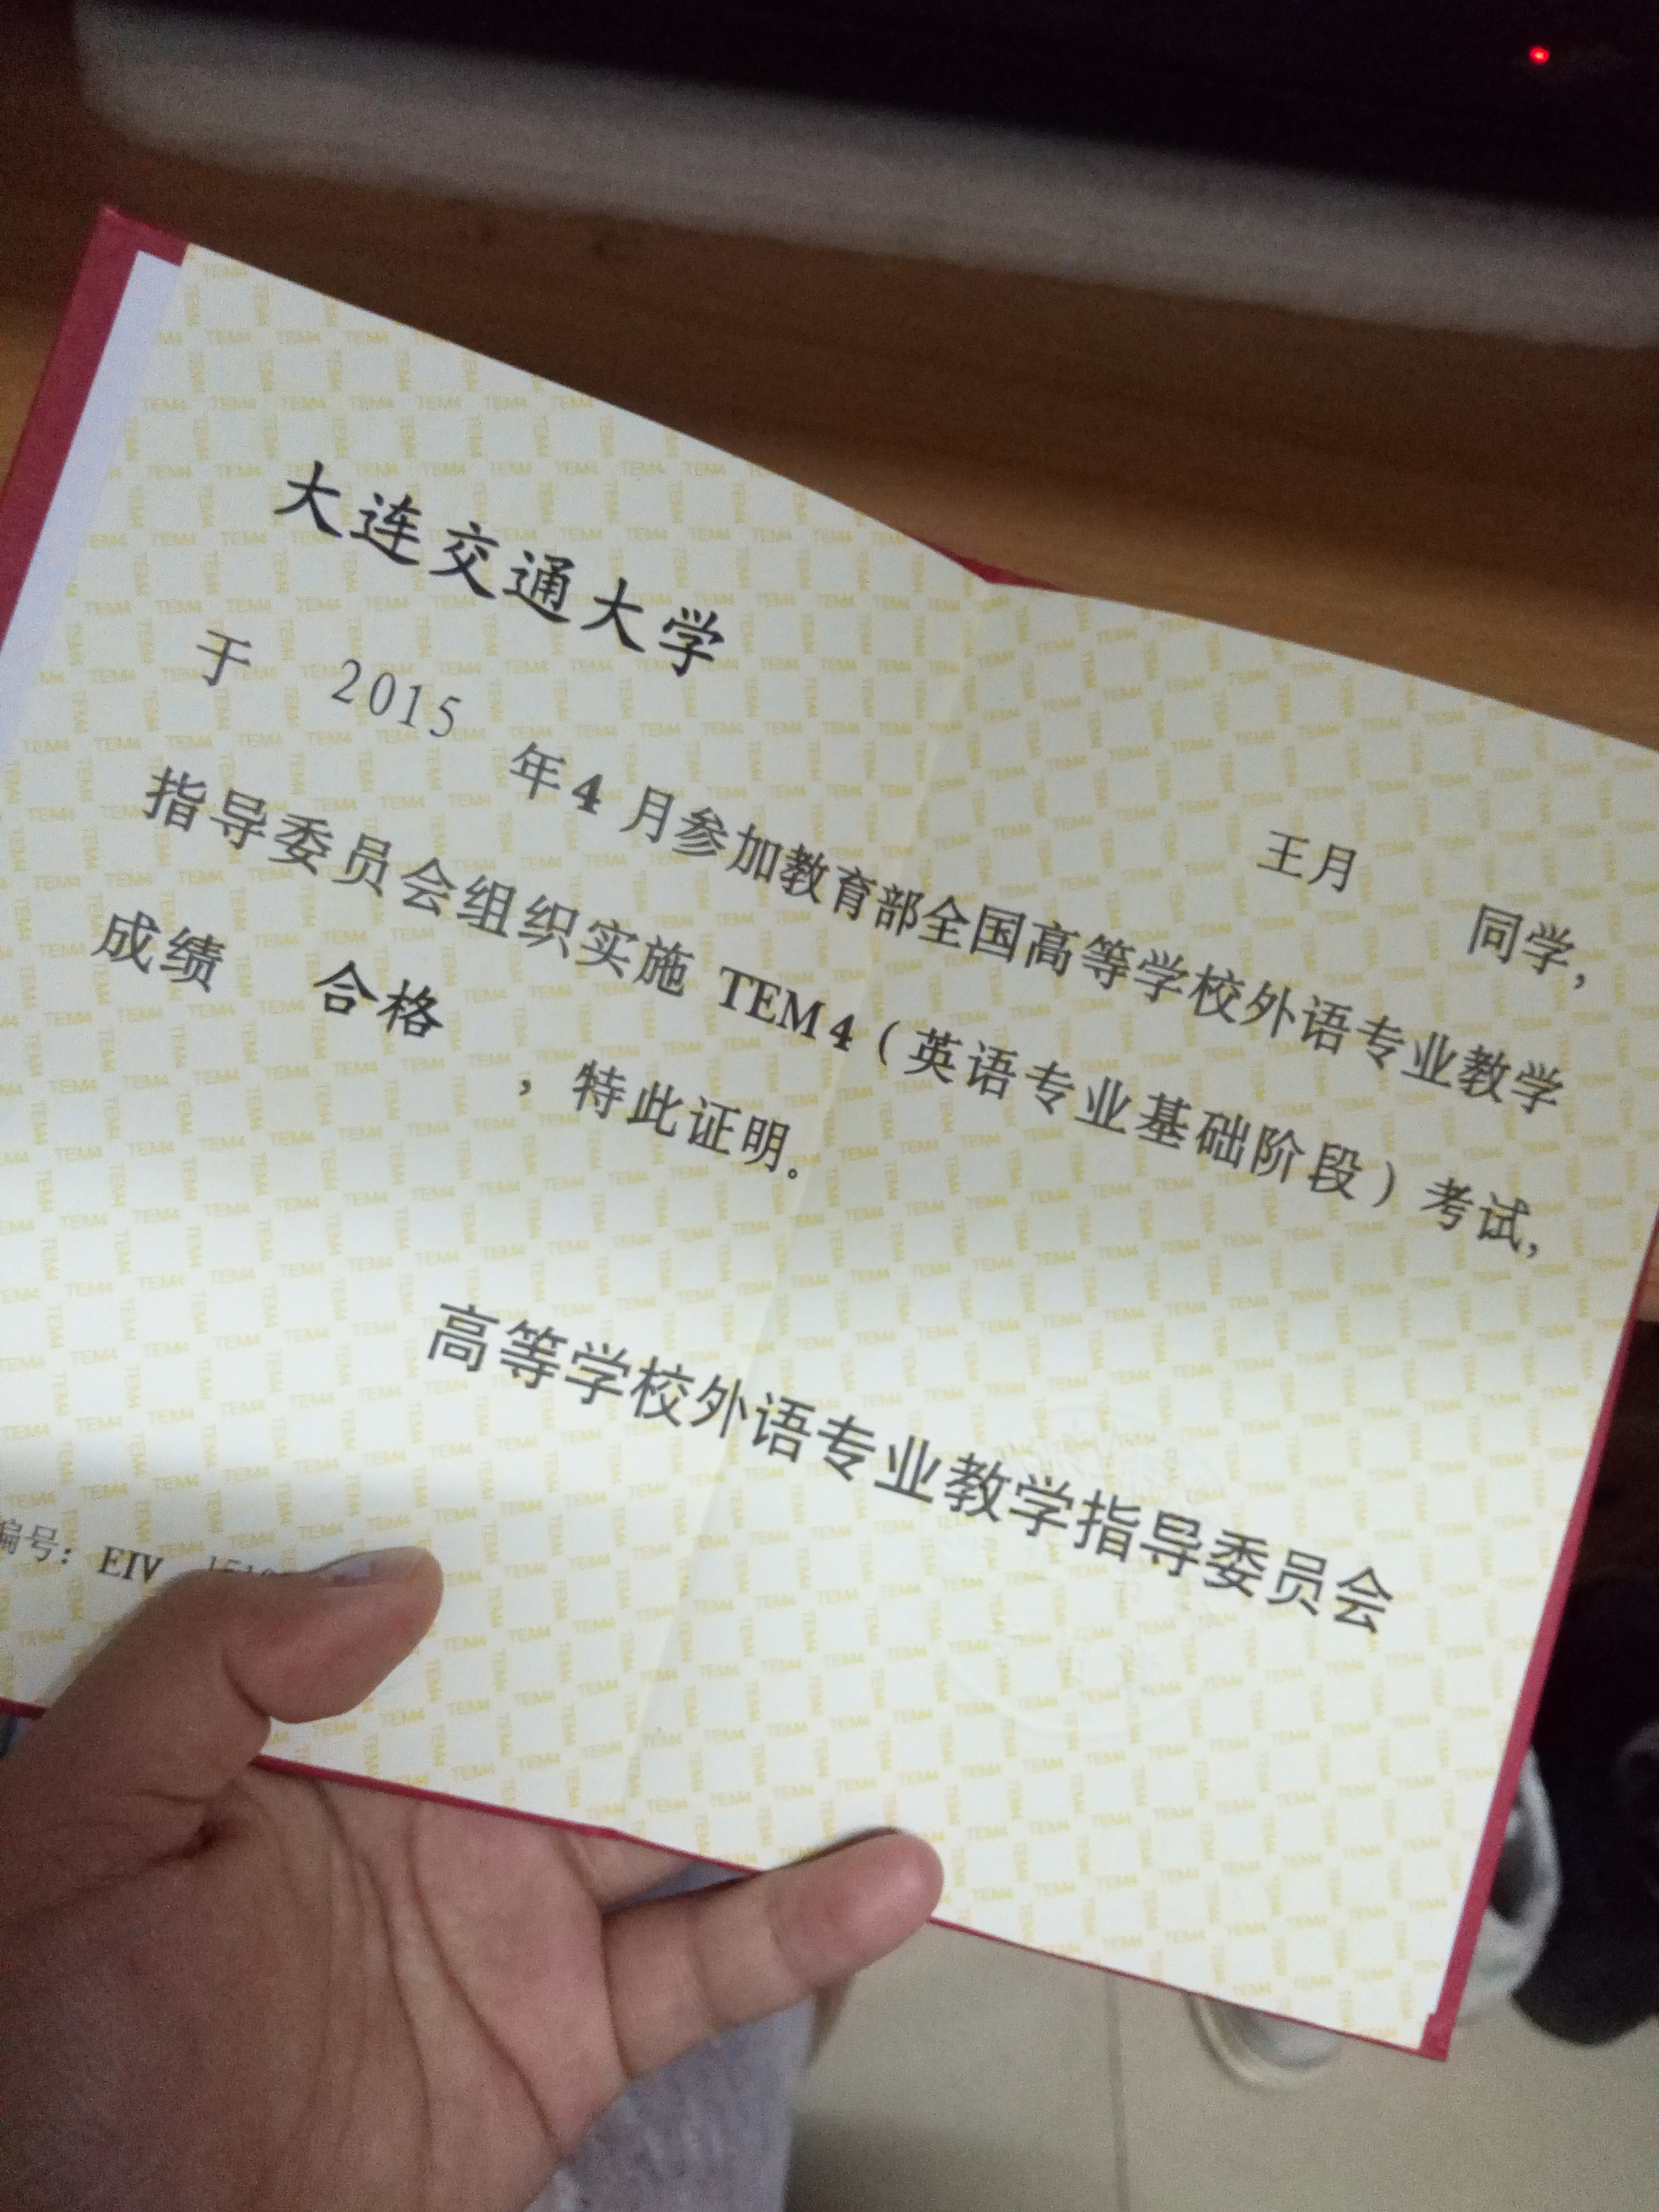 大连交通大学 王月 同学,
于 2015 年4月参加教育部全国高等学校外语专业教学
指导委员会组织实施 TEM4(英语专业基础阶段)考试,
成绩 合格 ,特此证明。
高等学校外语专业教学指导委员会
编号: EIV